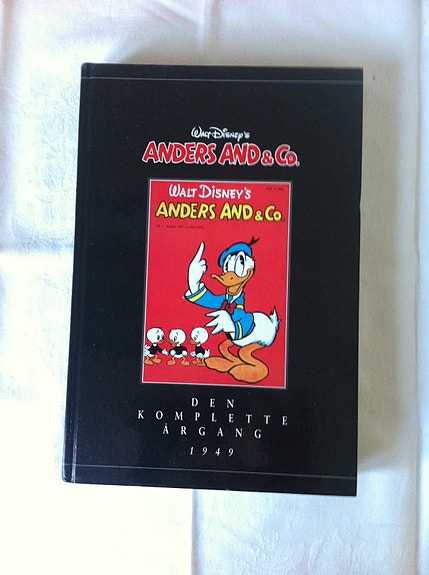 WALT DISNEY'S
ANDERS AND & CO.
WALT DISNEY'S
ANDERS AND & CO.
DEN
KOMPLETTE
ÅRGANG
1949